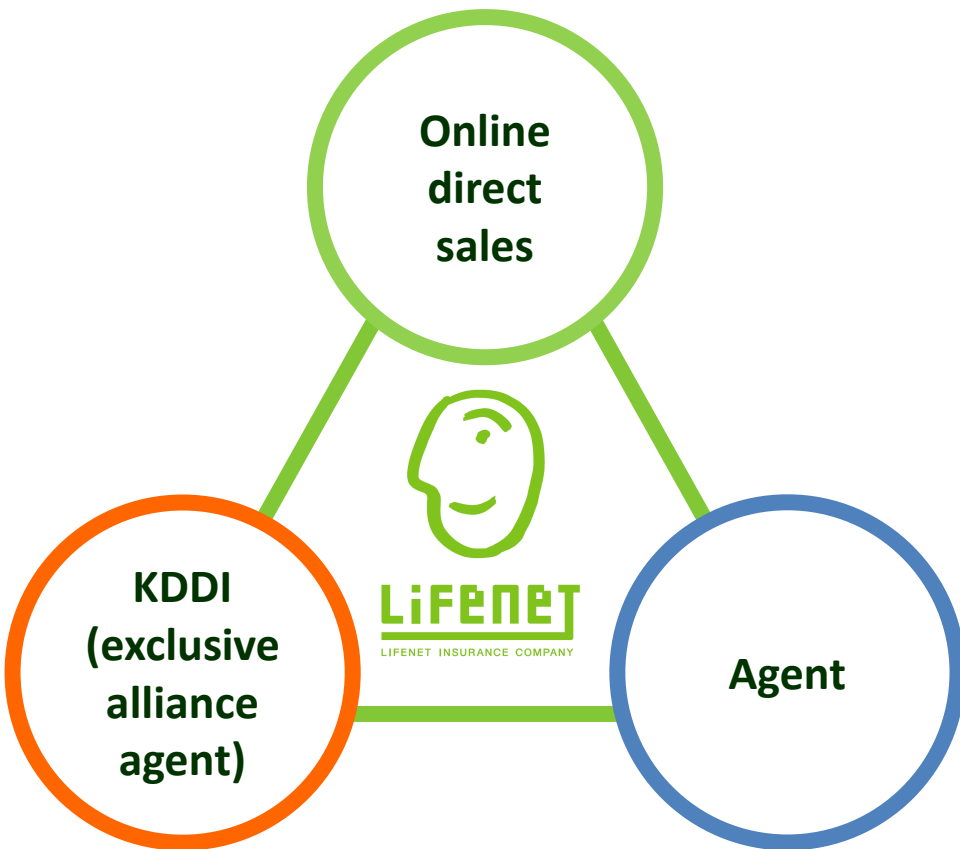 Online
direct
sales
LiFENET
LIFENET INSURANCE COMPANY
KDDI
(exclusive
alliance
agent)
Agent